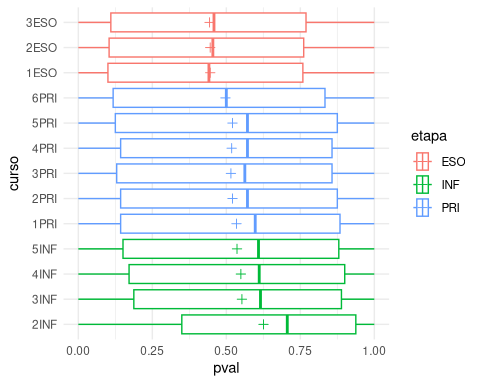 3ESO
2ESO
1ESO
6PRI
5PRI
4PRI
3PRI
2PRI
1PRI
5INF
4INF
3INF
2INF
curso
0.00 0.25 0.50 0.75 1.00
pval
etapa
ESO
INF
PRI